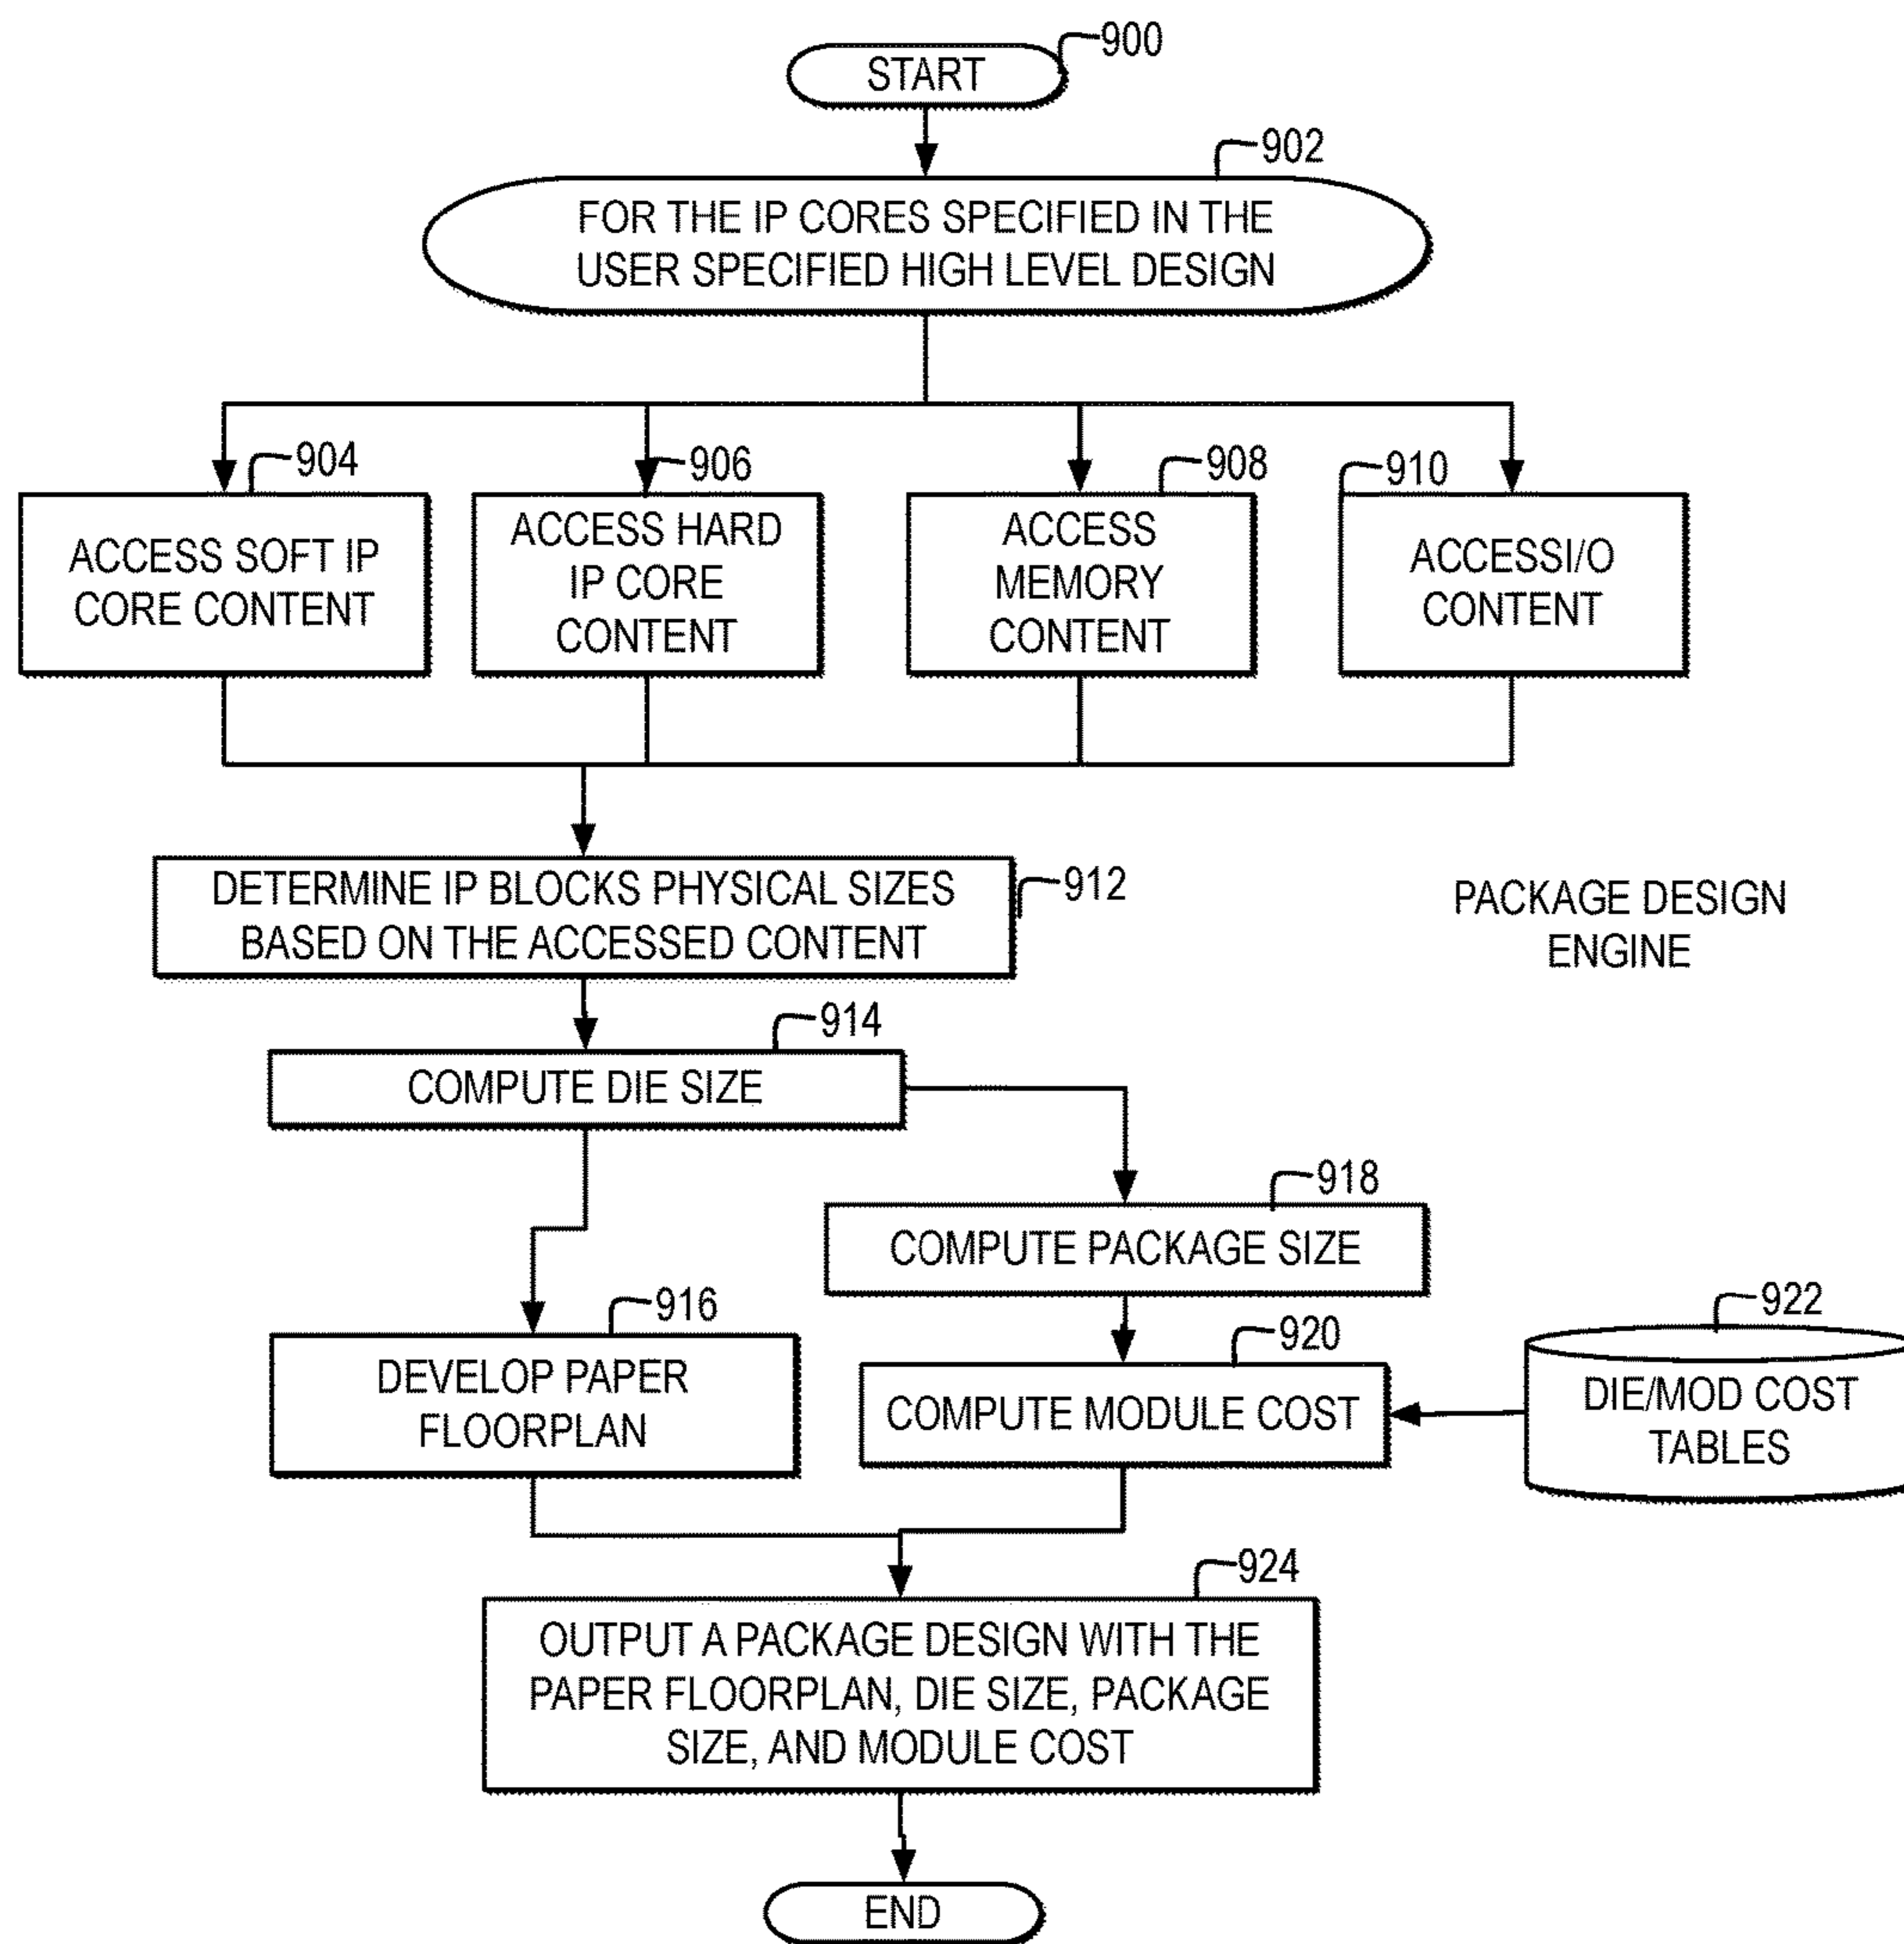 900
START
902
FOR THE IP CORES SPECIFIED IN THE
USER SPECIFIED HIGH LEVEL DESIGN
904
906
908
910
ACCESS SOFT IP
CORE CONTENT
ACCESS HARD
IP CORE
CONTENT
ACCESS
MEMORY
CONTENT
ACCESSI/O
CONTENT
DETERMINE IP BLOCKS PHYSICAL SIZES
BASED ON THE ACCESSED CONTENT
912
PACKAGE DESIGN
ENGINE
914
COMPUTE DIE SIZE
918
COMPUTE PACKAGE SIZE
916
DEVELOP PAPER
FLOORPLAN
920
COMPUTE MODULE COST
922
DIE/MOD COST
TABLES
924
OUTPUT A PACKAGE DESIGN WITH THE
PAPER FLOORPLAN, DIE SIZE, PACKAGE
SIZE, AND MODULE COST
END